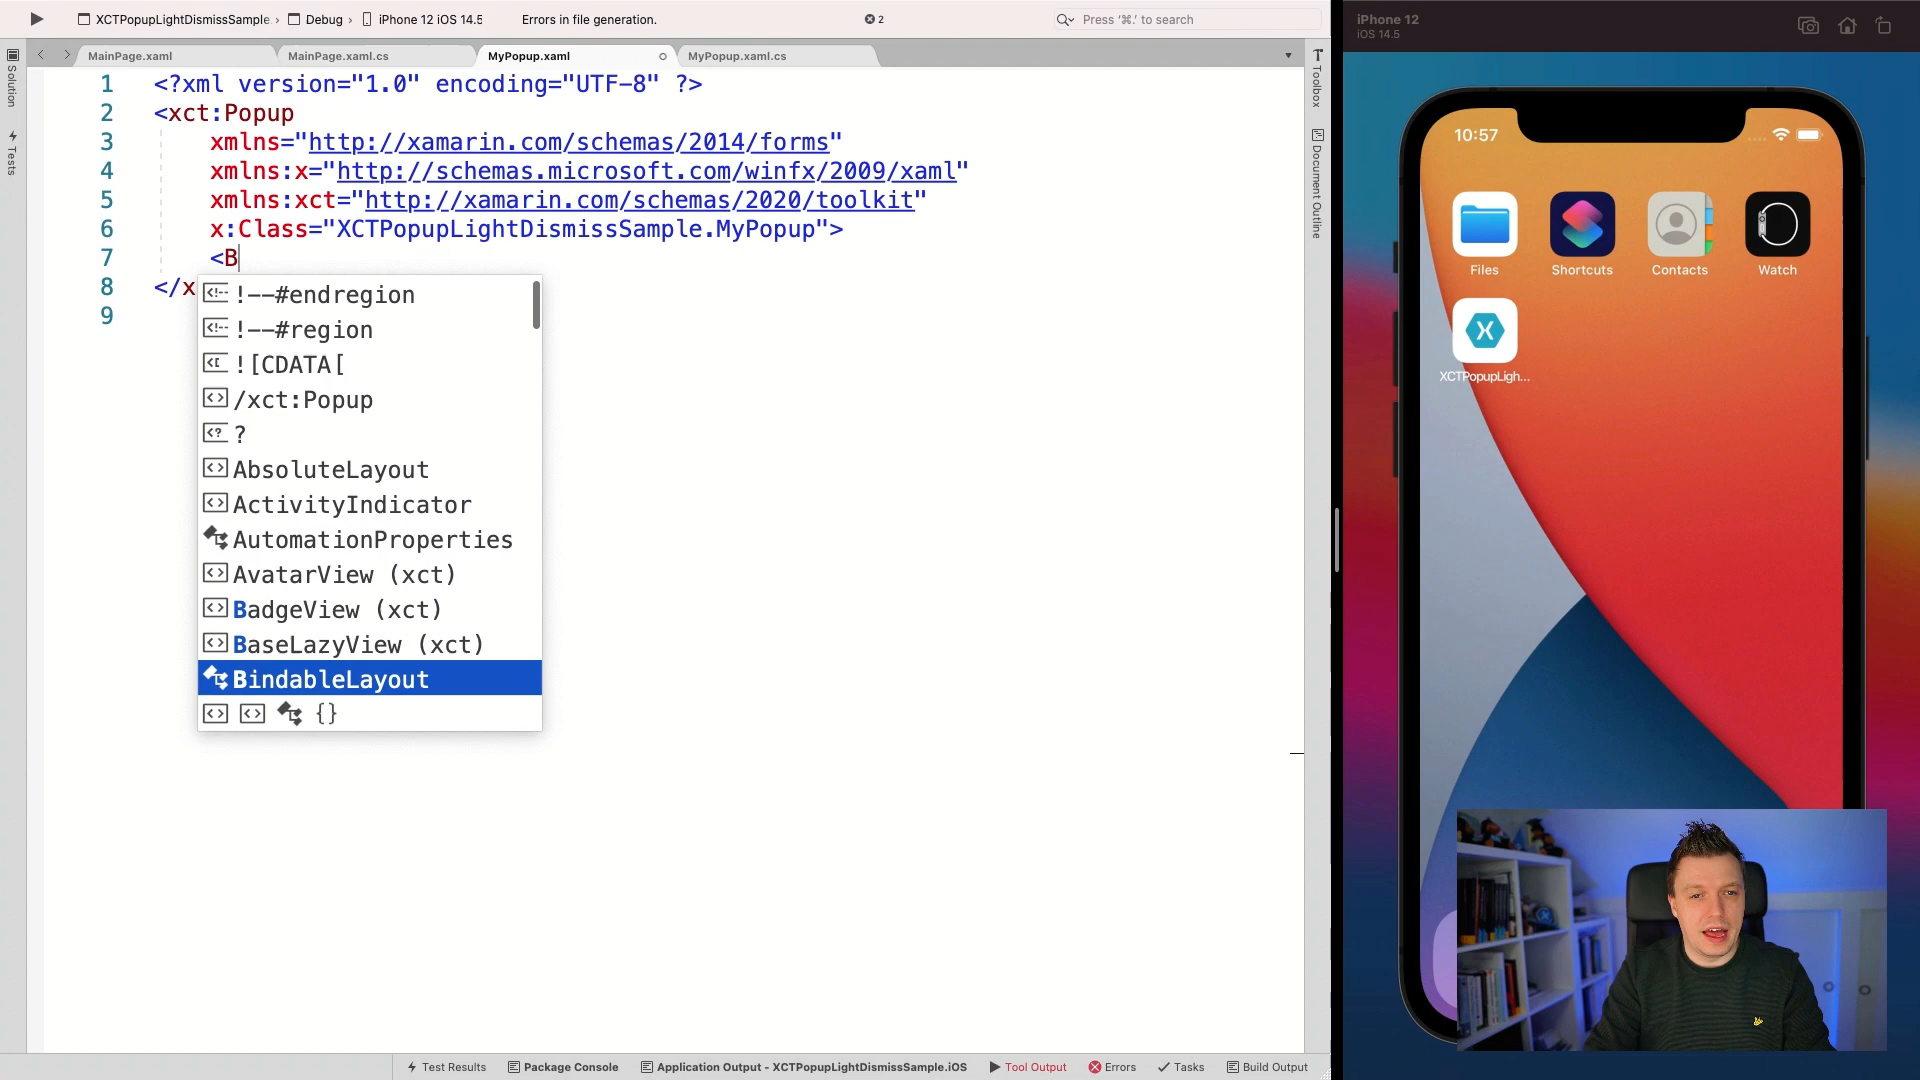 XCTPopupLightDismissSample › Debug › iPhone 12 iOS 14.5 Errors in file generation. 2 Press ‘⌘.’ to search
iPhone 12
iOS 14.5
MainPage.xaml MainPage.xaml.cs MyPopup.xaml MyPopup.xaml.cs
Solution
Tests
Toolbox
Document Outline
1 <?xml version="1.0" encoding="UTF-8" ?>
2 <xct:Popup
3 xmlns="http://xamarin.com/schemas/2014/forms"
4 xmlns:x="http://schemas.microsoft.com/winfx/2009/xaml"
5 xmlns:xct="http://xamarin.com/schemas/2020/toolkit"
6 x:Class="XCTPopupLightDismissSample.MyPopup">
7 <B
8 </x
9
!--#endregion
!--#region
![CDATA[
/xct:Popup
?
AbsoluteLayout
ActivityIndicator
AutomationProperties
AvatarView (xct)
BadgeView (xct)
BaseLazyView (xct)
BindableLayout
{}
10:57
Files Shortcuts Contacts Watch
XCTPopupLigh...
Test Results Package Console Application Output - XCTPopupLightDismissSample.iOS Tool Output Errors Tasks Build Output